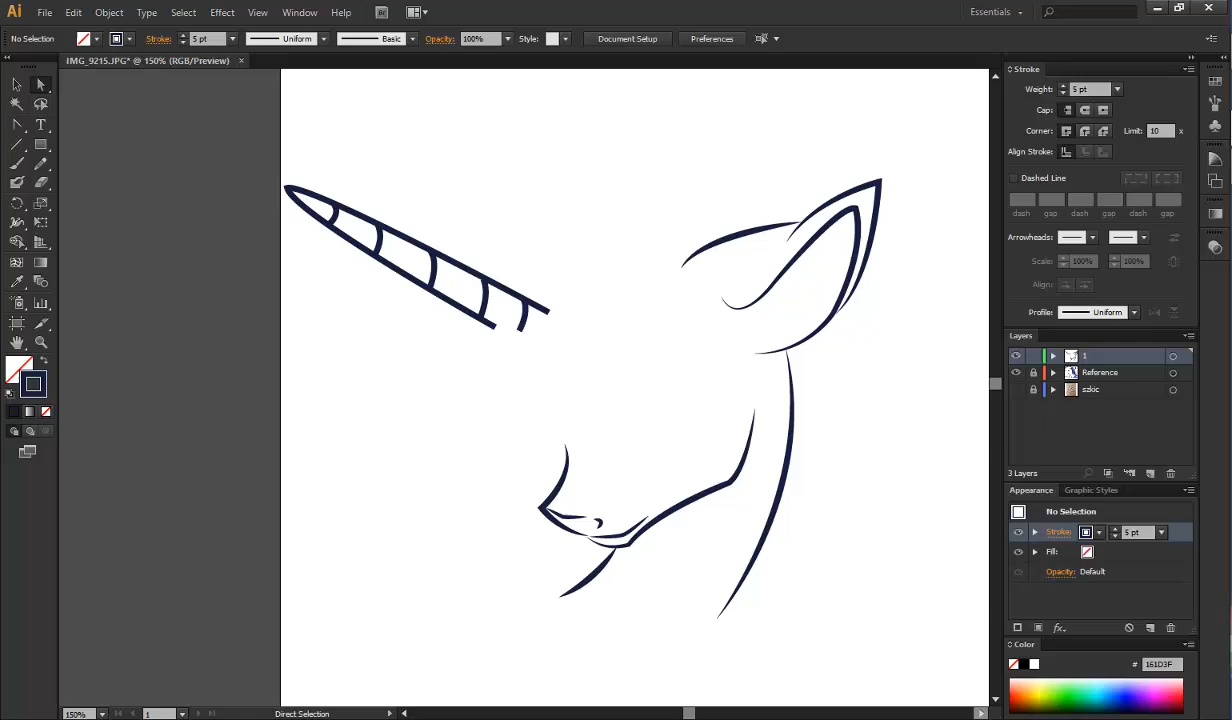 Ai File Edit Object Type Select Effect View Window Help Br Essentials
No Selection Stroke: 5 pt Uniform Basic Opacity: 100% Style: Document Setup Preferences
IMG_9215.JPG* @ 150% (RGB/Preview) ×
Stroke
Weight: 5 pt
Cap:
Corner: Limit: 10 x
Align Stroke:
Dashed Line
dash gap dash gap dash gap
Arrowheads:
Scale: 100% 100%
Align:
Profile: Uniform
Layers
1
Reference
szkic
3 Layers
Appearance Graphic Styles
No Selection
Stroke: 5 pt
Fill:
Opacity: Default
fx
Color
# 161D3F
150% 1 Direct Selection